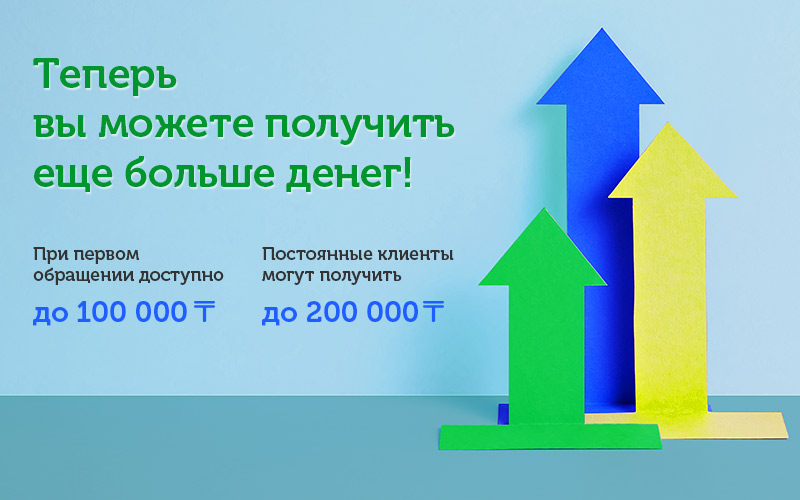 Теперь
вы можете получить
еще больше денег!
При первом
обращении доступно
до 100 000 ₸
Постоянные клиенты
могут получить
до 200 000 ₸